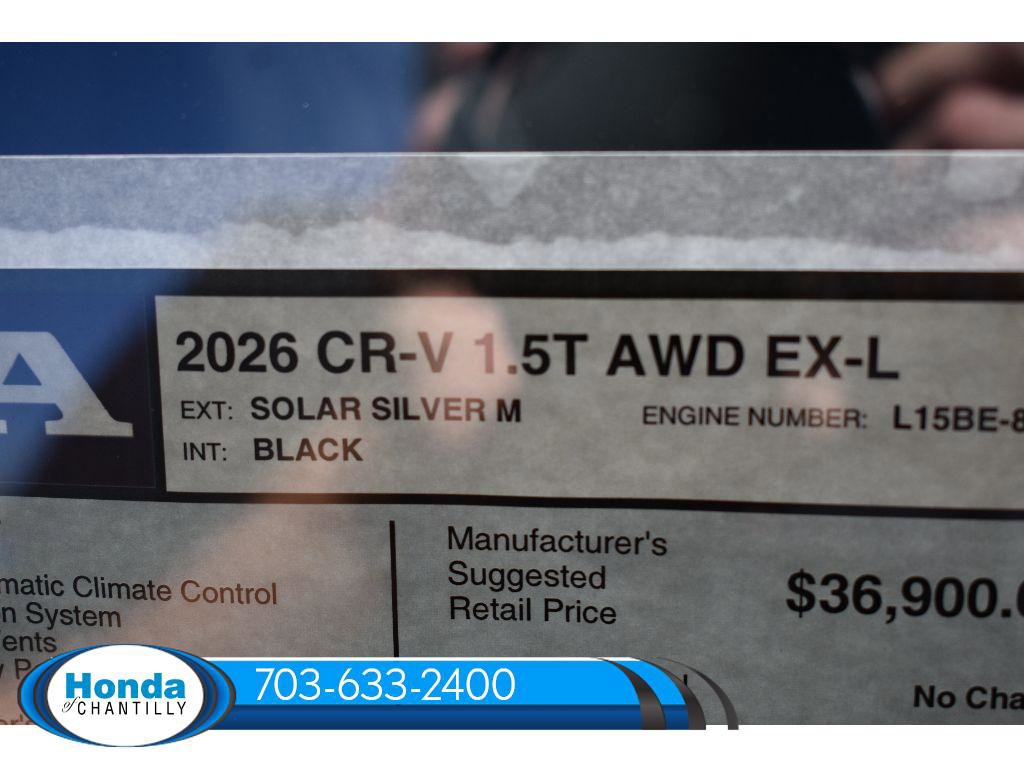 A
2026 CR-V 1.5T AWD EX-L
EXT: SOLAR SILVER M
ENGINE NUMBER: L15BE-8
INT: BLACK
Manufacturer's
Suggested
Retail Price
$36,900.
matic Climate Control
n System
ents
No Cha
Honda
of CHANTILLY
703-633-2400